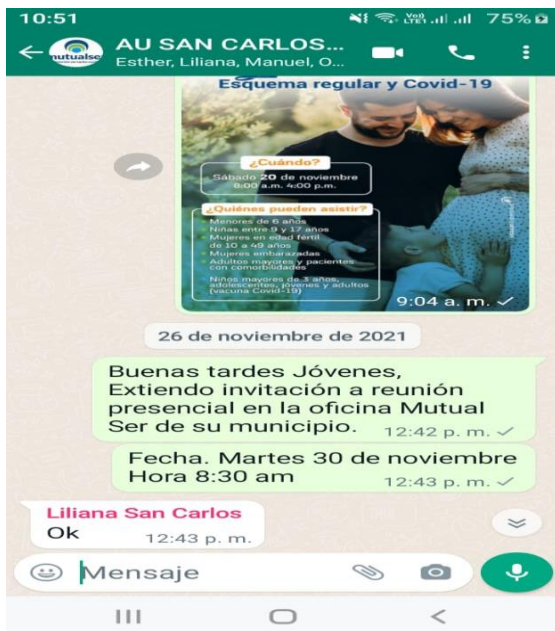 10:51
75%
mutualser
AU SAN CARLOS...
Esther, Liliana, Manuel, O...
Esquema regular y Covid-19
¿Cuándo?
Sábado 20 de noviembre
8:00 a.m. 4:00 p.m.
¿Quiénes pueden asistir?
Menores de 6 años
Niñas entre 9 y 17 años
Mujeres en edad fértil
de 10 a 49 años
Mujeres embarazadas
Adultos mayores y pacientes
con comorbilidades
Niños mayores de 3 años,
adolescentes, jóvenes y adultos
(vacuna Covid-19)
9:04 a. m.
26 de noviembre de 2021
Buenas tardes Jóvenes,
Extiendo invitación a reunión
presencial en la oficina Mutual
Ser de su municipio.
12:42 p. m.
Fecha. Martes 30 de noviembre
Hora 8:30 am
12:43 p. m.
Liliana San Carlos
Ok
12:43 p. m.
Mensaje